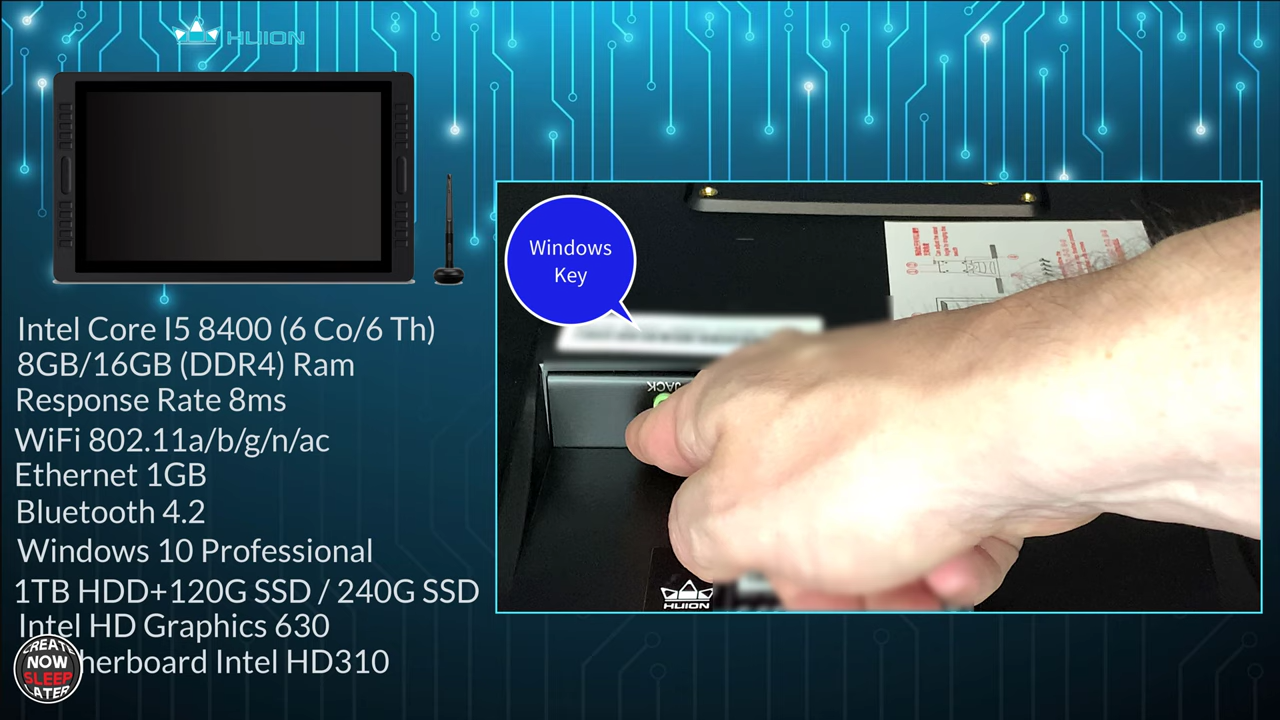 HUION
Intel Core I5 8400 (6 Co/6 Th)
8GB/16GB (DDR4) Ram
Response Rate 8ms
WiFi 802.11a/b/g/n/ac
Ethernet 1GB
Bluetooth 4.2
Windows 10 Professional
1TB HDD+120G SSD / 240G SSD
Intel HD Graphics 630
herboard Intel HD310
CREATE
NOW
SLEEP
LATER
Windows
Key
JACK
HUION